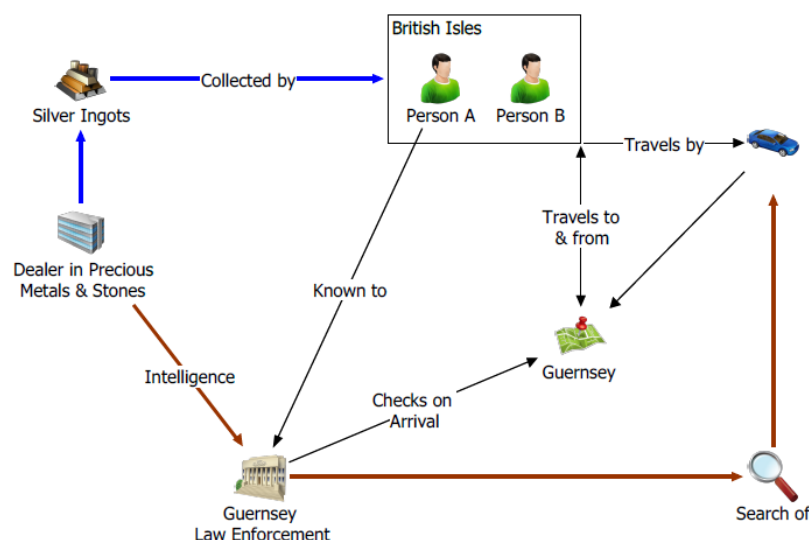 British Isles
Collected by
Silver Ingots
Person A
Person B
Travels by
Travels to
& from
Dealer in Precious
Metals & Stones
Known to
Intelligence
Guernsey
Checks on
Arrival
Guernsey
Law Enforcement
Search of